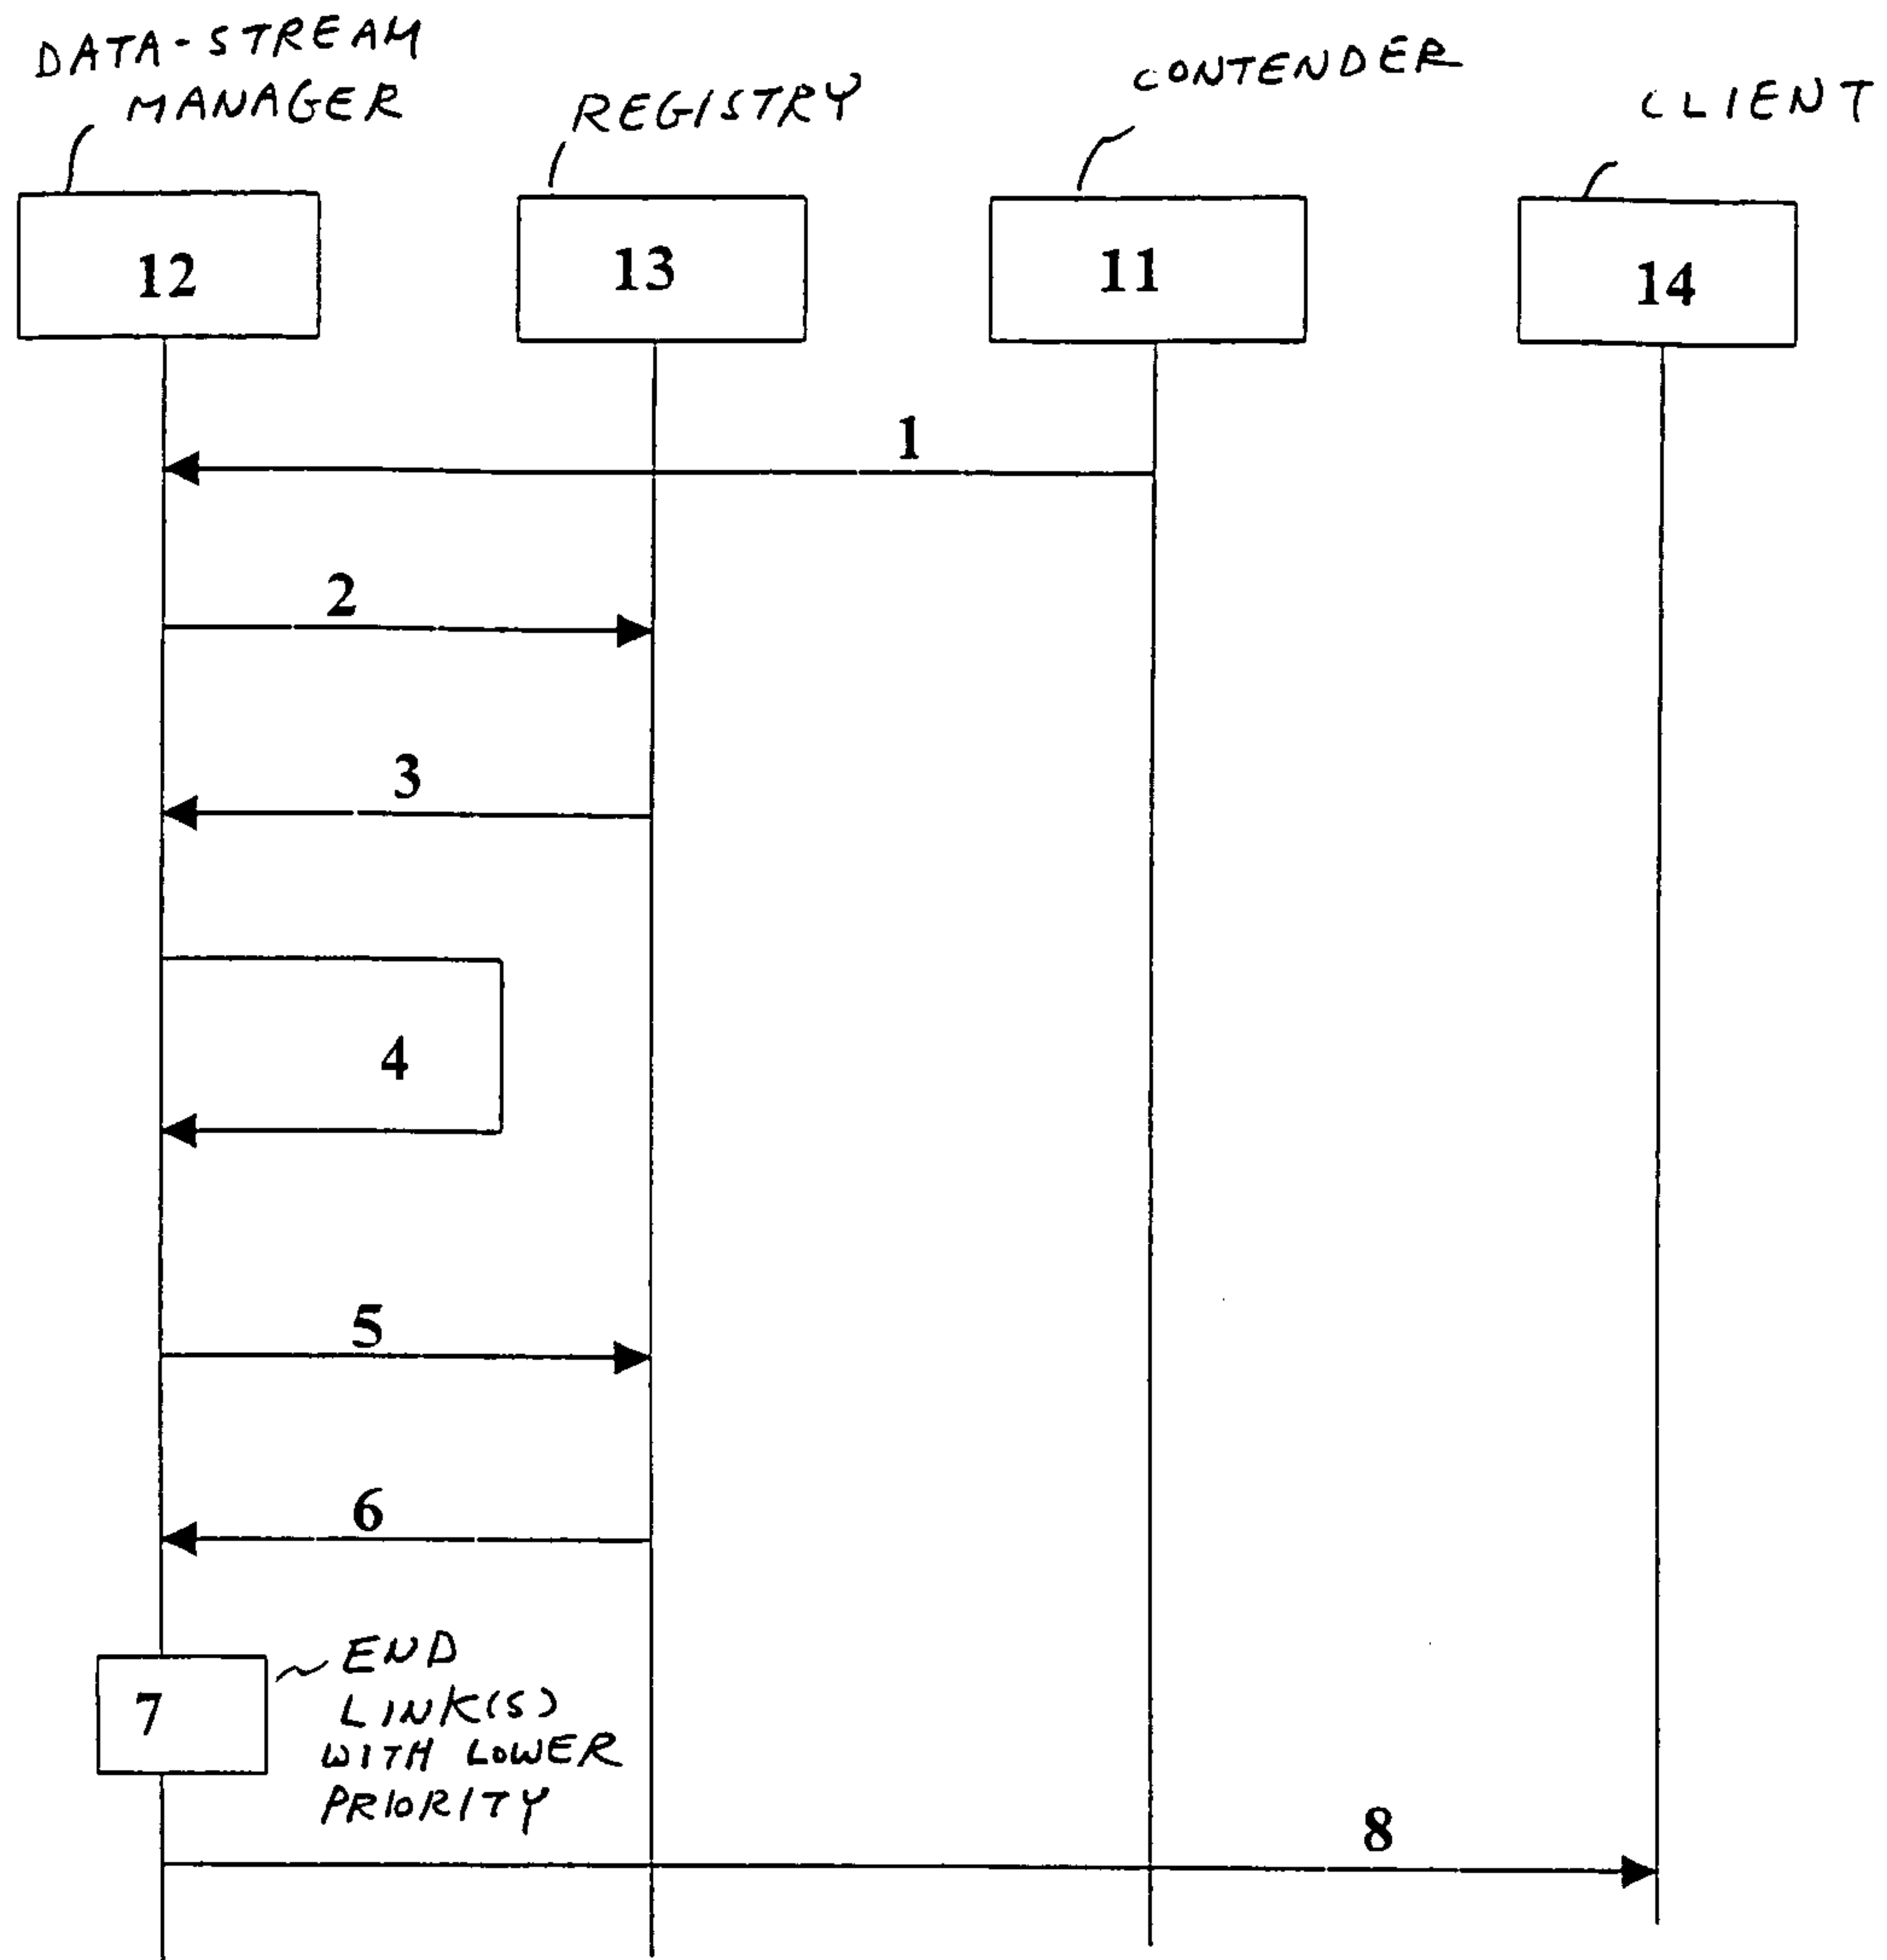 DATA-STREAM
MANAGER
REGISTRY
CONTENDER
CLIENT
12
13
11
14
1
2
3
4
5
6
7
END
LINK(S)
WITH LOWER
PRIORITY
8